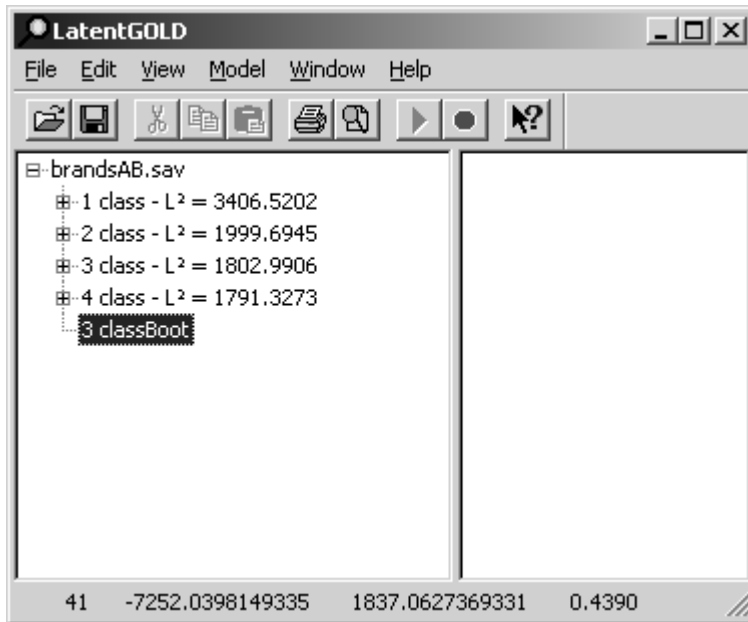 LatentGOLD
File Edit View Model Window Help
brandsAB.sav
1 class - L² = 3406.5202
2 class - L² = 1999.6945
3 class - L² = 1802.9906
4 class - L² = 1791.3273
3 classBoot
41 -7252.0398149335 1837.0627369331 0.4390